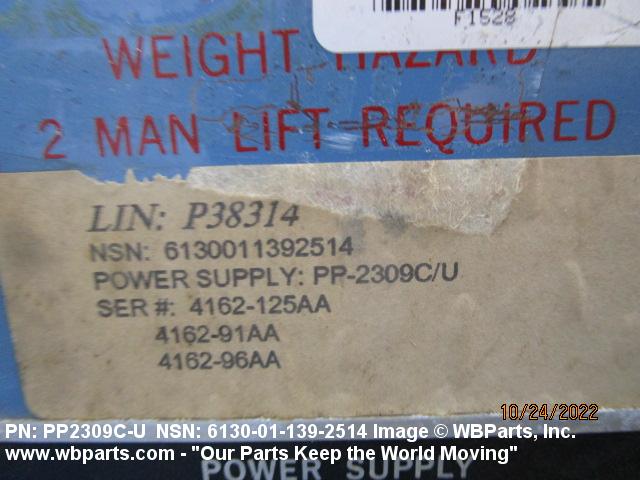 F1528
WEIGHT HAZARD
2 MAN LIFT REQUIRED
LIN: P38314
NSN: 6130011392514
POWER SUPPLY: PP-2309C/U
SER #: 4162-125AA
4162-91AA
4162-96AA
10/24/2022
PN: PP2309C-U NSN: 6130-01-139-2514 Image © WBParts, Inc.
www.wbparts.com - "Our Parts Keep the World Moving"
POWER SUPPLY